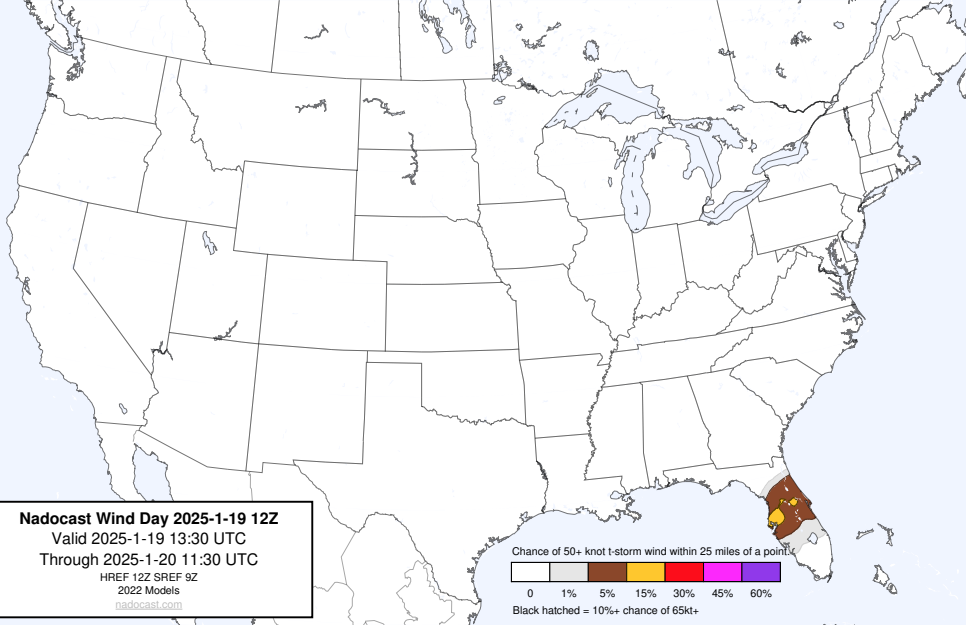 Nadocast Wind Day 2025-1-19 12Z
Valid 2025-1-19 13:30 UTC
Through 2025-1-20 11:30 UTC
HREF 12Z SREF 9Z
2022 Models
nadocast.com
Chance of 50+ knot t-storm wind within 25 miles of a point.
0 1% 5% 15% 30% 45% 60%
Black hatched = 10%+ chance of 65kt+